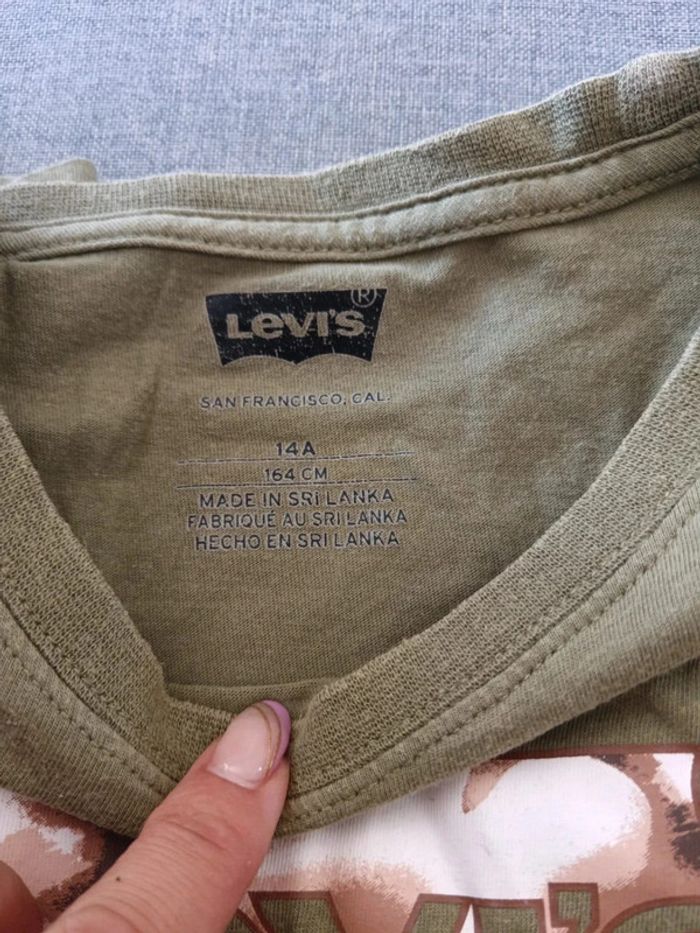 Levi's®
SAN FRANCISCO, CAL.
14A
164 CM
MADE IN SRI LANKA
FABRIQUÉ AU SRI LANKA
HECHO EN SRI LANKA